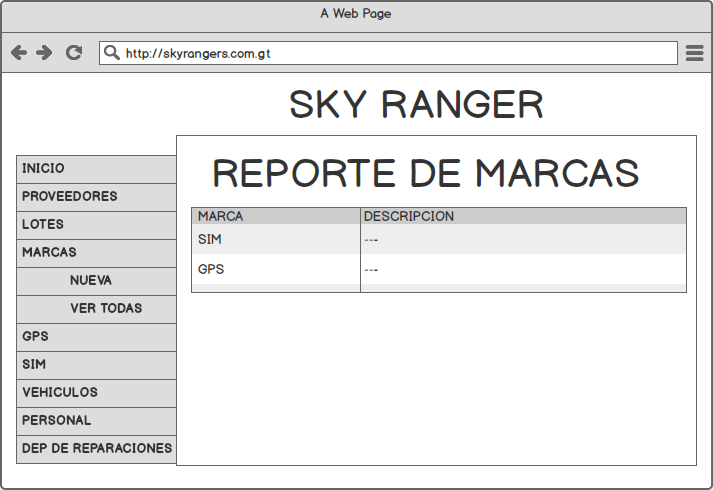 A Web Page
http://skyrangers.com.gt
SKY RANGER
INICIO
PROVEEDORES
LOTES
MARCAS
NUEVA
VER TODAS
GPS
SIM
VEHICULOS
PERSONAL
DEP DE REPARACIONES
REPORTE DE MARCAS
MARCA DESCRIPCION
SIM ---
GPS ---